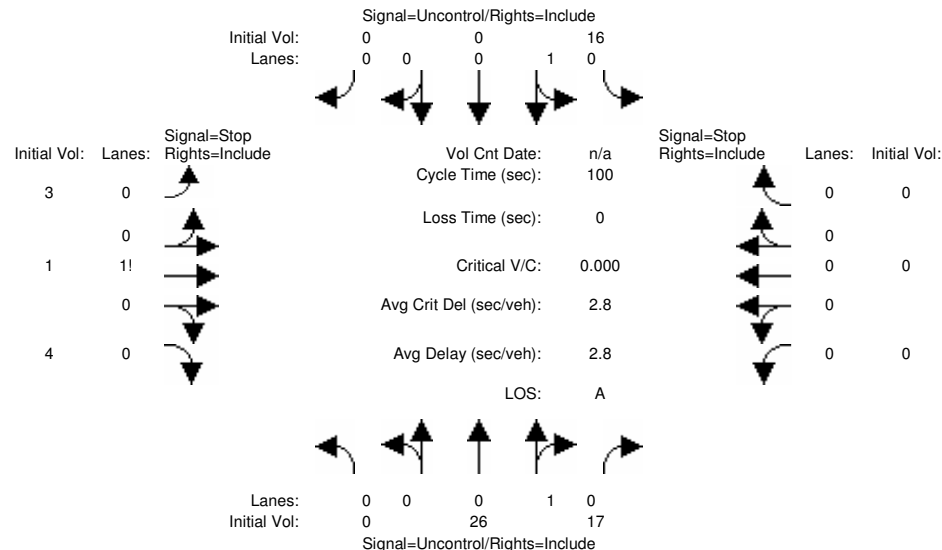 Signal=Uncontrol/Rights=Include
Initial Vol: 0 0 16
Lanes: 0 0 0 1 0
Signal=Stop Signal=Stop
Initial Vol: Lanes: Rights=Include Vol Cnt Date: n/a Rights=Include Lanes: Initial Vol:
Cycle Time (sec): 100
3 0 0 0
Loss Time (sec): 0
0 0
1 1! Critical V/C: 0.000 0 0
0 Avg Crit Del (sec/veh): 2.8 0
4 0 Avg Delay (sec/veh): 2.8 0 0
LOS: A
Lanes: 0 0 0 1 0
Initial Vol: 0 26 17
Signal=Uncontrol/Rights=Include